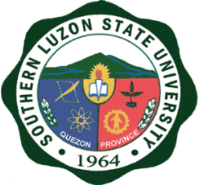 SOUTHERN LUZON STATE UNIVERSITY
QUEZON PROVINCE
• 1964 •